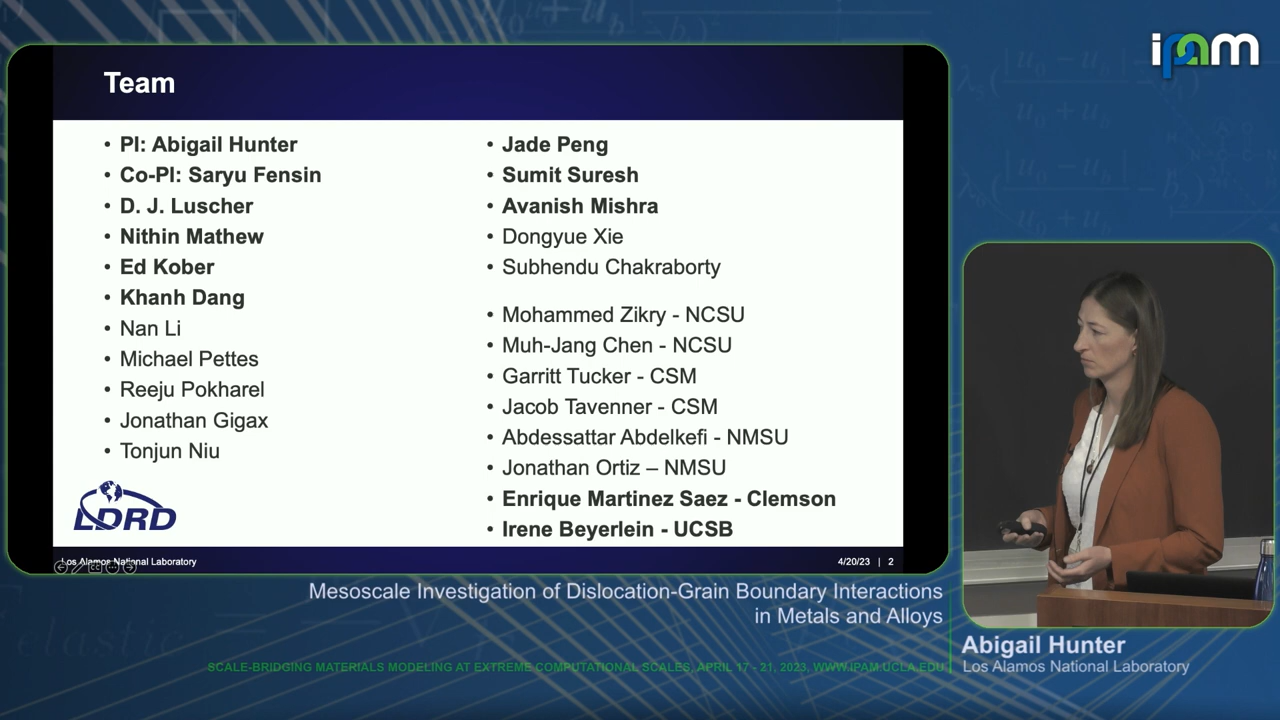 ipam
Team
• PI: Abigail Hunter
• Co-PI: Saryu Fensin
• D. J. Luscher
• Nithin Mathew
• Ed Kober
• Khanh Dang
• Nan Li
• Michael Pettes
• Reeju Pokharel
• Jonathan Gigax
• Tonjun Niu
LDRD
• Jade Peng
• Sumit Suresh
• Avanish Mishra
• Dongyue Xie
• Subhendu Chakraborty
• Mohammed Zikry - NCSU
• Muh-Jang Chen - NCSU
• Garritt Tucker - CSM
• Jacob Tavenner - CSM
• Abdessattar Abdelkefi - NMSU
• Jonathan Ortiz – NMSU
• Enrique Martinez Saez - Clemson
• Irene Beyerlein - UCSB
Los Alamos National Laboratory
4/20/23 | 2
Mesoscale Investigation of Dislocation-Grain Boundary Interactions
in Metals and Alloys
SCALE-BRIDGING MATERIALS MODELING AT EXTREME COMPUTATIONAL SCALES, APRIL 17 - 21, 2023, WWW.IPAM.UCLA.EDU
Abigail Hunter
Los Alamos National Laboratory
elastic